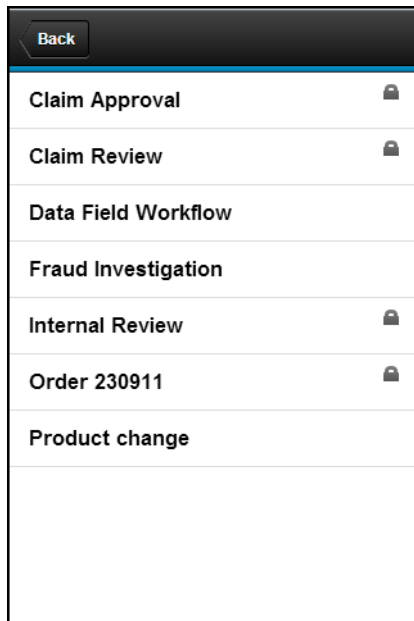 Back
Claim Approval
Claim Review
Data Field Workflow
Fraud Investigation
Internal Review
Order 230911
Product change